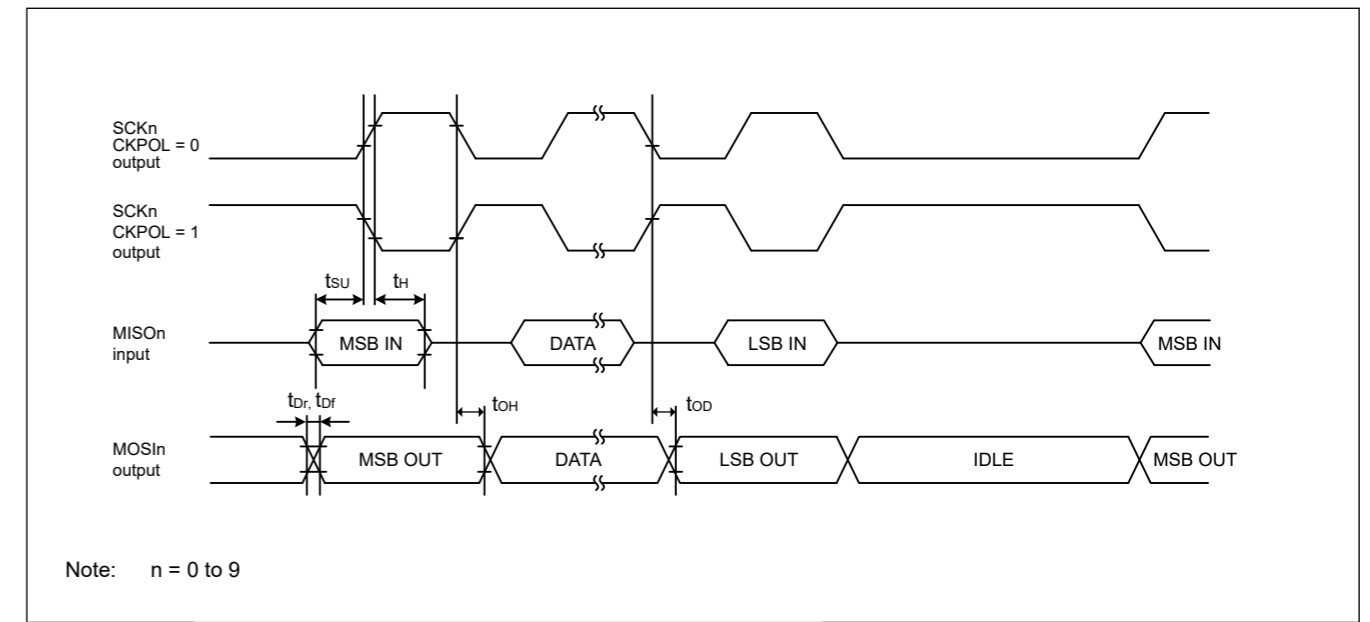 SCKn
CKPOL = 0
output
SCKn
CKPOL = 1
output
tSU
tH
MISOn
input
MSB IN
DATA
LSB IN
MSB IN
tDr, tDf
tOH
tOD
MOSIn
output
MSB OUT
DATA
LSB OUT
IDLE
MSB OUT
Note: n = 0 to 9